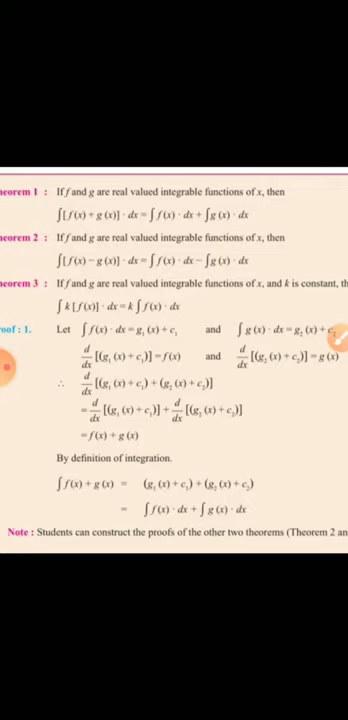 heorem 1 : If f and g are real valued integrable functions of x, then
∫ [ f (x) + g (x)] · dx = ∫ f (x) · dx + ∫ g (x) · dx
heorem 2 : If f and g are real valued integrable functions of x, then
∫ [f (x) − g (x)] · dx = ∫ f (x) · dx − ∫ g (x) · dx
heorem 3 : If f and g are real valued integrable functions of x, and k is constant, th
∫ k [ f (x)] · dx = k ∫ f (x) · dx
roof : 1. Let ∫ f (x) · dx = g₁ (x) + c₁ and ∫ g (x) · dx = g₂ (x) + c₂
d/dx [(g₁ (x) + c₁)] = f(x) and d/dx [(g₂ (x) + c₂)] = g (x)
∴ d/dx [(g₁ (x) + c₁) + (g₂ (x) + c₂)]
= d/dx [(g₁ (x) + c₁)] + d/dx [(g₂ (x) + c₂)]
= f (x) + g (x)
By definition of integration.
∫ f (x) + g (x) = (g₁ (x) + c₁) + (g₂ (x) + c₂)
= ∫ f (x) · dx + ∫ g (x) · dx
Note : Students can construct the proofs of the other two theorems (Theorem 2 an